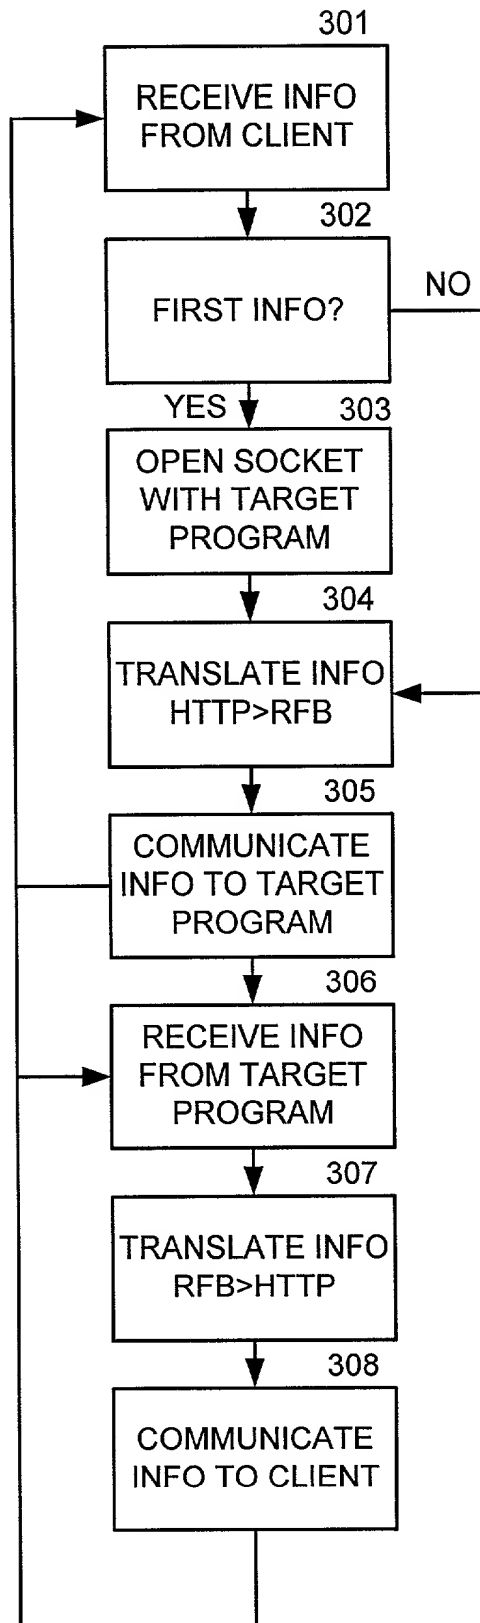 301
RECEIVE INFO
FROM CLIENT
302
FIRST INFO?
NO
YES
303
OPEN SOCKET
WITH TARGET
PROGRAM
304
TRANSLATE INFO
HTTP>RFB
305
COMMUNICATE
INFO TO TARGET
PROGRAM
306
RECEIVE INFO
FROM TARGET
PROGRAM
307
TRANSLATE INFO
RFB>HTTP
308
COMMUNICATE
INFO TO CLIENT